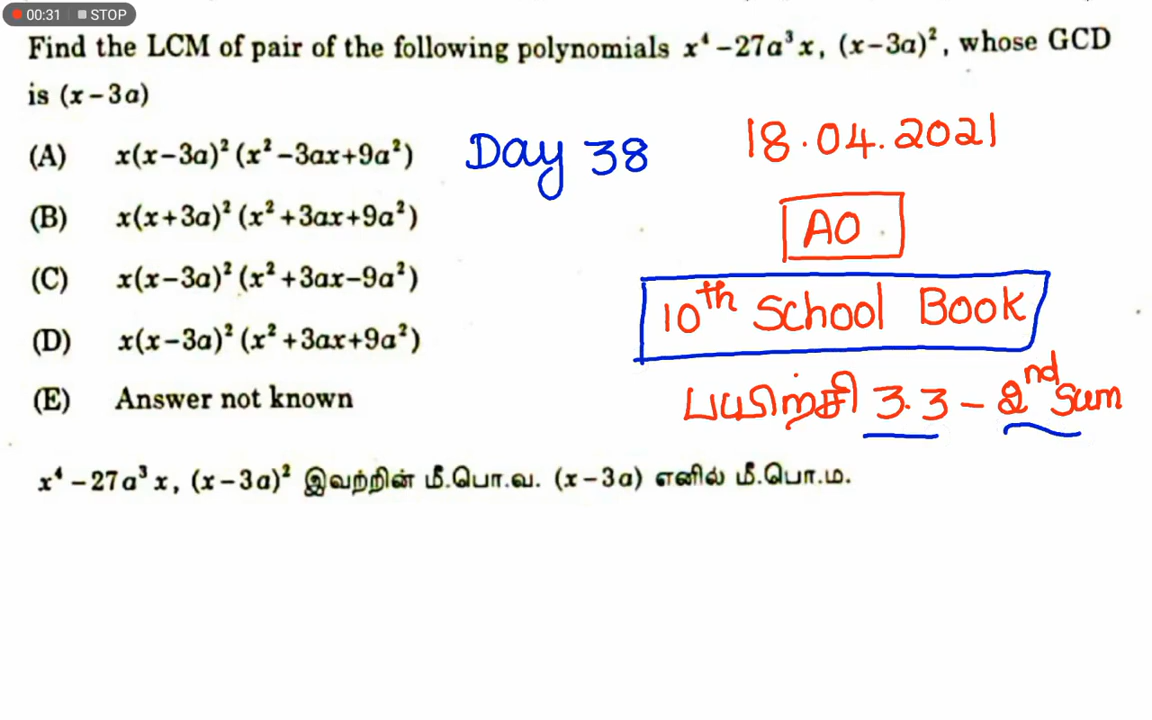 00:31 STOP
Find the LCM of pair of the following polynomials x⁴ – 27a³x, (x – 3a)², whose GCD
is (x – 3a)
(A) x(x – 3a)² (x² – 3ax + 9a²)
(B) x(x + 3a)² (x² + 3ax + 9a²)
(C) x(x – 3a)² (x² + 3ax – 9a²)
(D) x(x – 3a)² (x² + 3ax + 9a²)
(E) Answer not known
Day 38
18.04.2021
AO
10th School Book
பயிற்சி 3.3 – 2nd Sum
x⁴ – 27a³x, (x – 3a)² இவற்றின் மீ.பொ.வ. (x – 3a) எனில் மீ.பொ.ம.